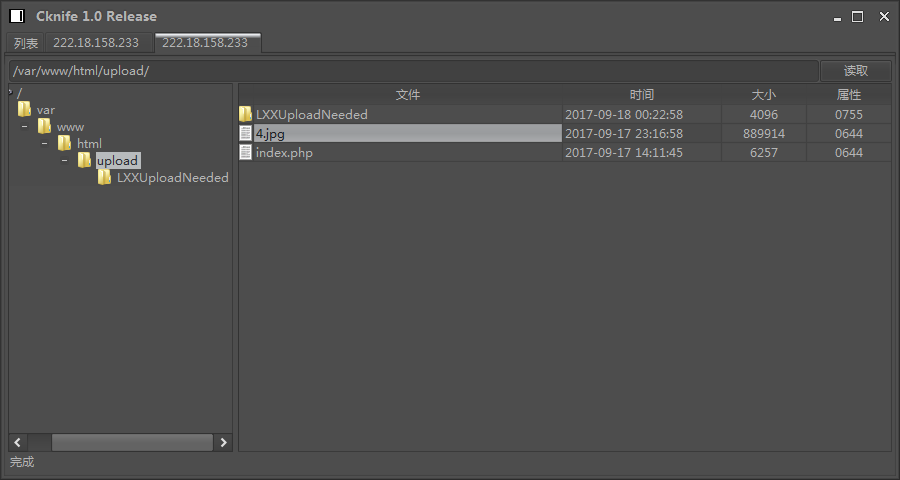 Cknife 1.0 Release
列表 222.18.158.233 222.18.158.233
/var/www/html/upload/ 读取
/
var
www
html
upload
LXXUploadNeeded
文件 时间 大小 属性
LXXUploadNeeded 2017-09-18 00:22:58 4096 0755
4.jpg 2017-09-17 23:16:58 889914 0644
index.php 2017-09-17 14:11:45 6257 0644
完成